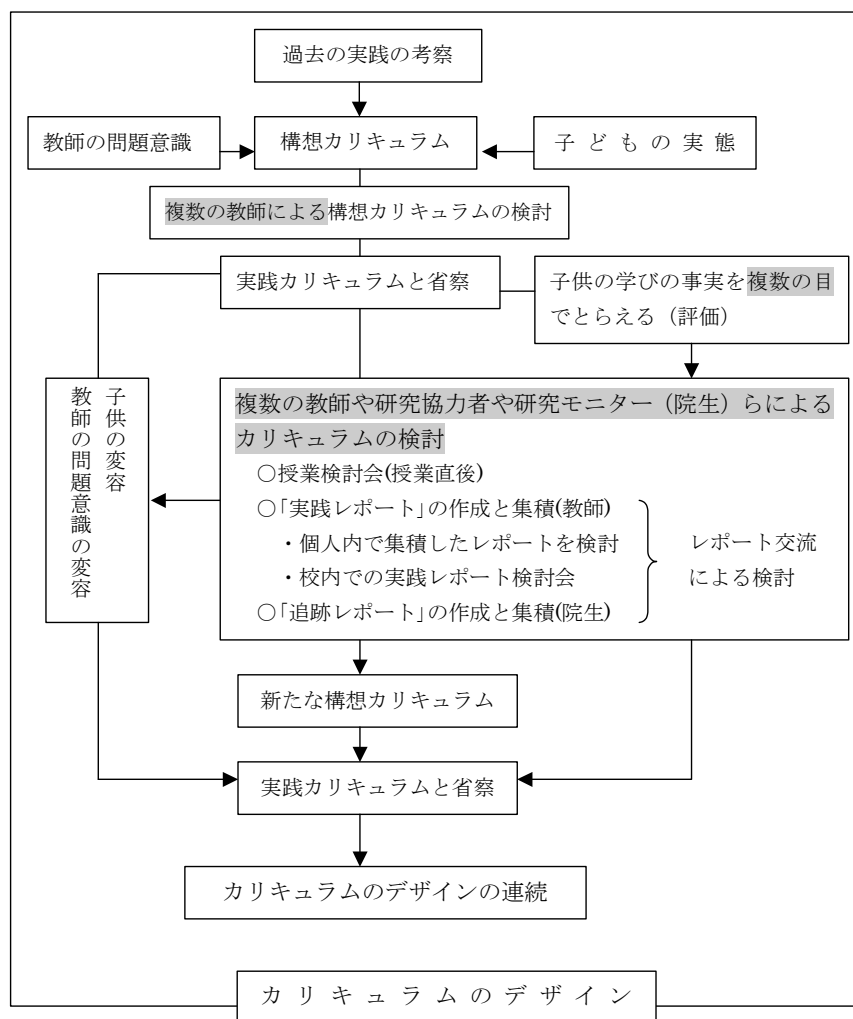 過去の実践の考察
教師の問題意識
構想カリキュラム
子どもの実態
複数の教師による構想カリキュラムの検討
実践カリキュラムと省察
子供の学びの事実を複数の目
でとらえる（評価）
子供の変容
教師の問題意識の変容
複数の教師や研究協力者や研究モニター（院生）らによる
カリキュラムの検討
○授業検討会(授業直後)
○「実践レポート」の作成と集積(教師)
・個人内で集積したレポートを検討
・校内での実践レポート検討会
○「追跡レポート」の作成と集積(院生)
レポート交流
による検討
新たな構想カリキュラム
実践カリキュラムと省察
カリキュラムのデザインの連続
カリキュラムのデザイン